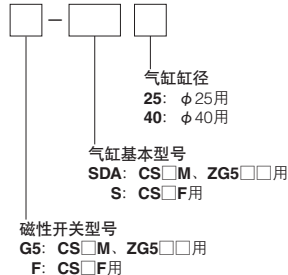 □－□ □
气缸缸径
25: φ25用
40: φ40用
气缸基本型号
SDA: CS□M、ZG5□□用
S: CS□F用
磁性开关型号
G5: CS□M、ZG5□□用
F: CS□F用